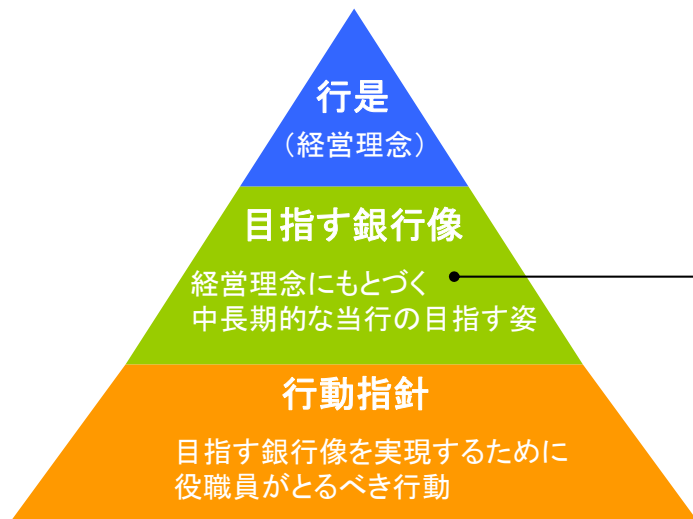 行是
（経営理念）
目指す銀行像
経営理念にもとづく
中長期的な当行の目指す姿
行動指針
目指す銀行像を実現するために
役職員がとるべき行動